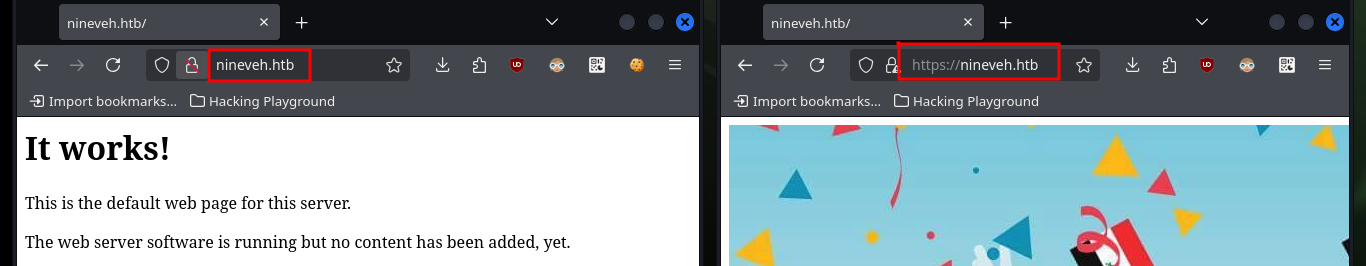 nineveh.htb/
nineveh.htb
Import bookmarks...
Hacking Playground
It works!
This is the default web page for this server.
The web server software is running but no content has been added, yet.
nineveh.htb/
https://nineveh.htb
Import bookmarks...
Hacking Playground